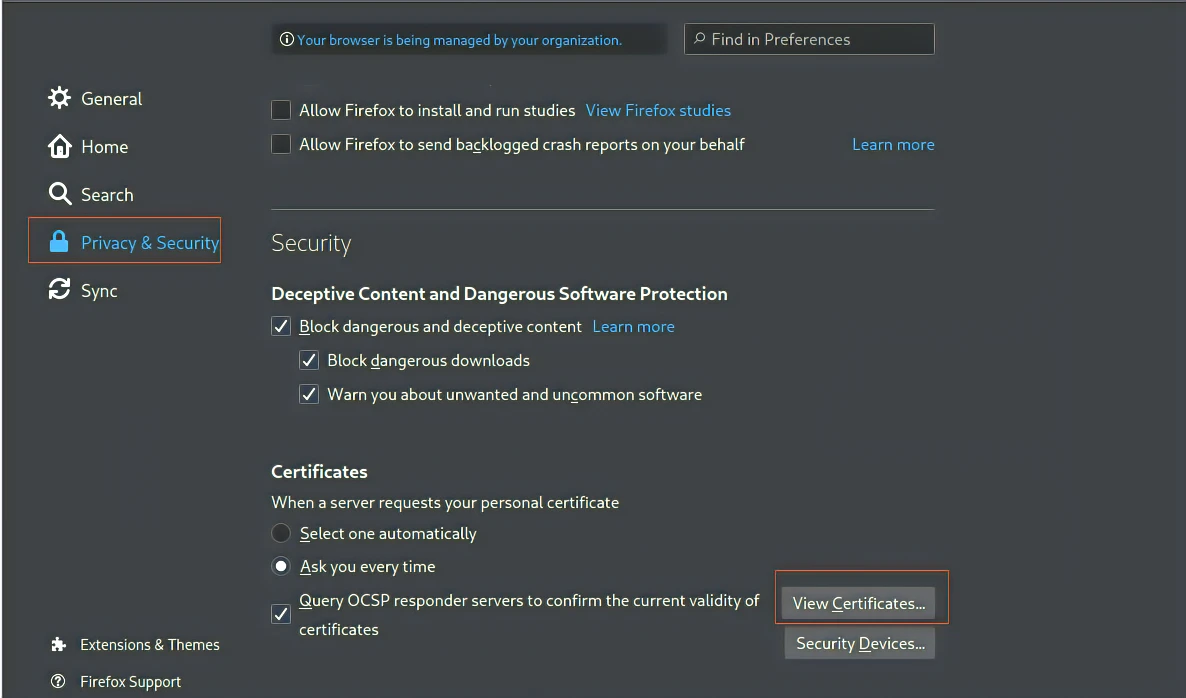 Your browser is being managed by your organization.
Find in Preferences
General
Home
Search
Privacy & Security
Sync
Extensions & Themes
Firefox Support
Allow Firefox to install and run studies View Firefox studies
Allow Firefox to send backlogged crash reports on your behalf Learn more
Security
Deceptive Content and Dangerous Software Protection
Block dangerous and deceptive content Learn more
Block dangerous downloads
Warn you about unwanted and uncommon software
Certificates
When a server requests your personal certificate
Select one automatically
Ask you every time
Query OCSP responder servers to confirm the current validity of
certificates
View Certificates...
Security Devices...